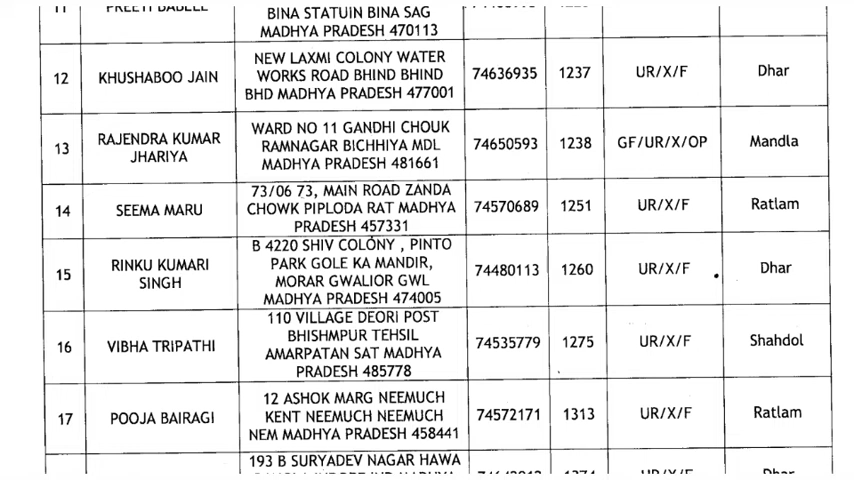 11 PREETI
BINA STATUIN BINA SAG
MADHYA PRADESH 470113
12 KHUSHABOO JAIN NEW LAXMI COLONY WATER WORKS ROAD BHIND BHIND BHD MADHYA PRADESH 477001 74636935 1237 UR/X/F Dhar
13 RAJENDRA KUMAR JHARIYA WARD NO 11 GANDHI CHOUK RAMNAGAR BICHHIYA MDL MADHYA PRADESH 481661 74650593 1238 GF/UR/X/OP Mandla
14 SEEMA MARU 73/06 73, MAIN ROAD ZANDA CHOWK PIPLODA RAT MADHYA PRADESH 457331 74570689 1251 UR/X/F Ratlam
15 RINKU KUMARI SINGH B 4220 SHIV COLONY , PINTO PARK GOLE KA MANDIR, MORAR GWALIOR GWL MADHYA PRADESH 474005 74480113 1260 UR/X/F Dhar
16 VIBHA TRIPATHI 110 VILLAGE DEORI POST BHISHMPUR TEHSIL AMARPATAN SAT MADHYA PRADESH 485778 74535779 1275 UR/X/F Shahdol
17 POOJA BAIRAGI 12 ASHOK MARG NEEMUCH KENT NEEMUCH NEEMUCH NEM MADHYA PRADESH 458441 74572171 1313 UR/X/F Ratlam
193 B SURYADEV NAGAR HAWA
UR/X/F Dhar